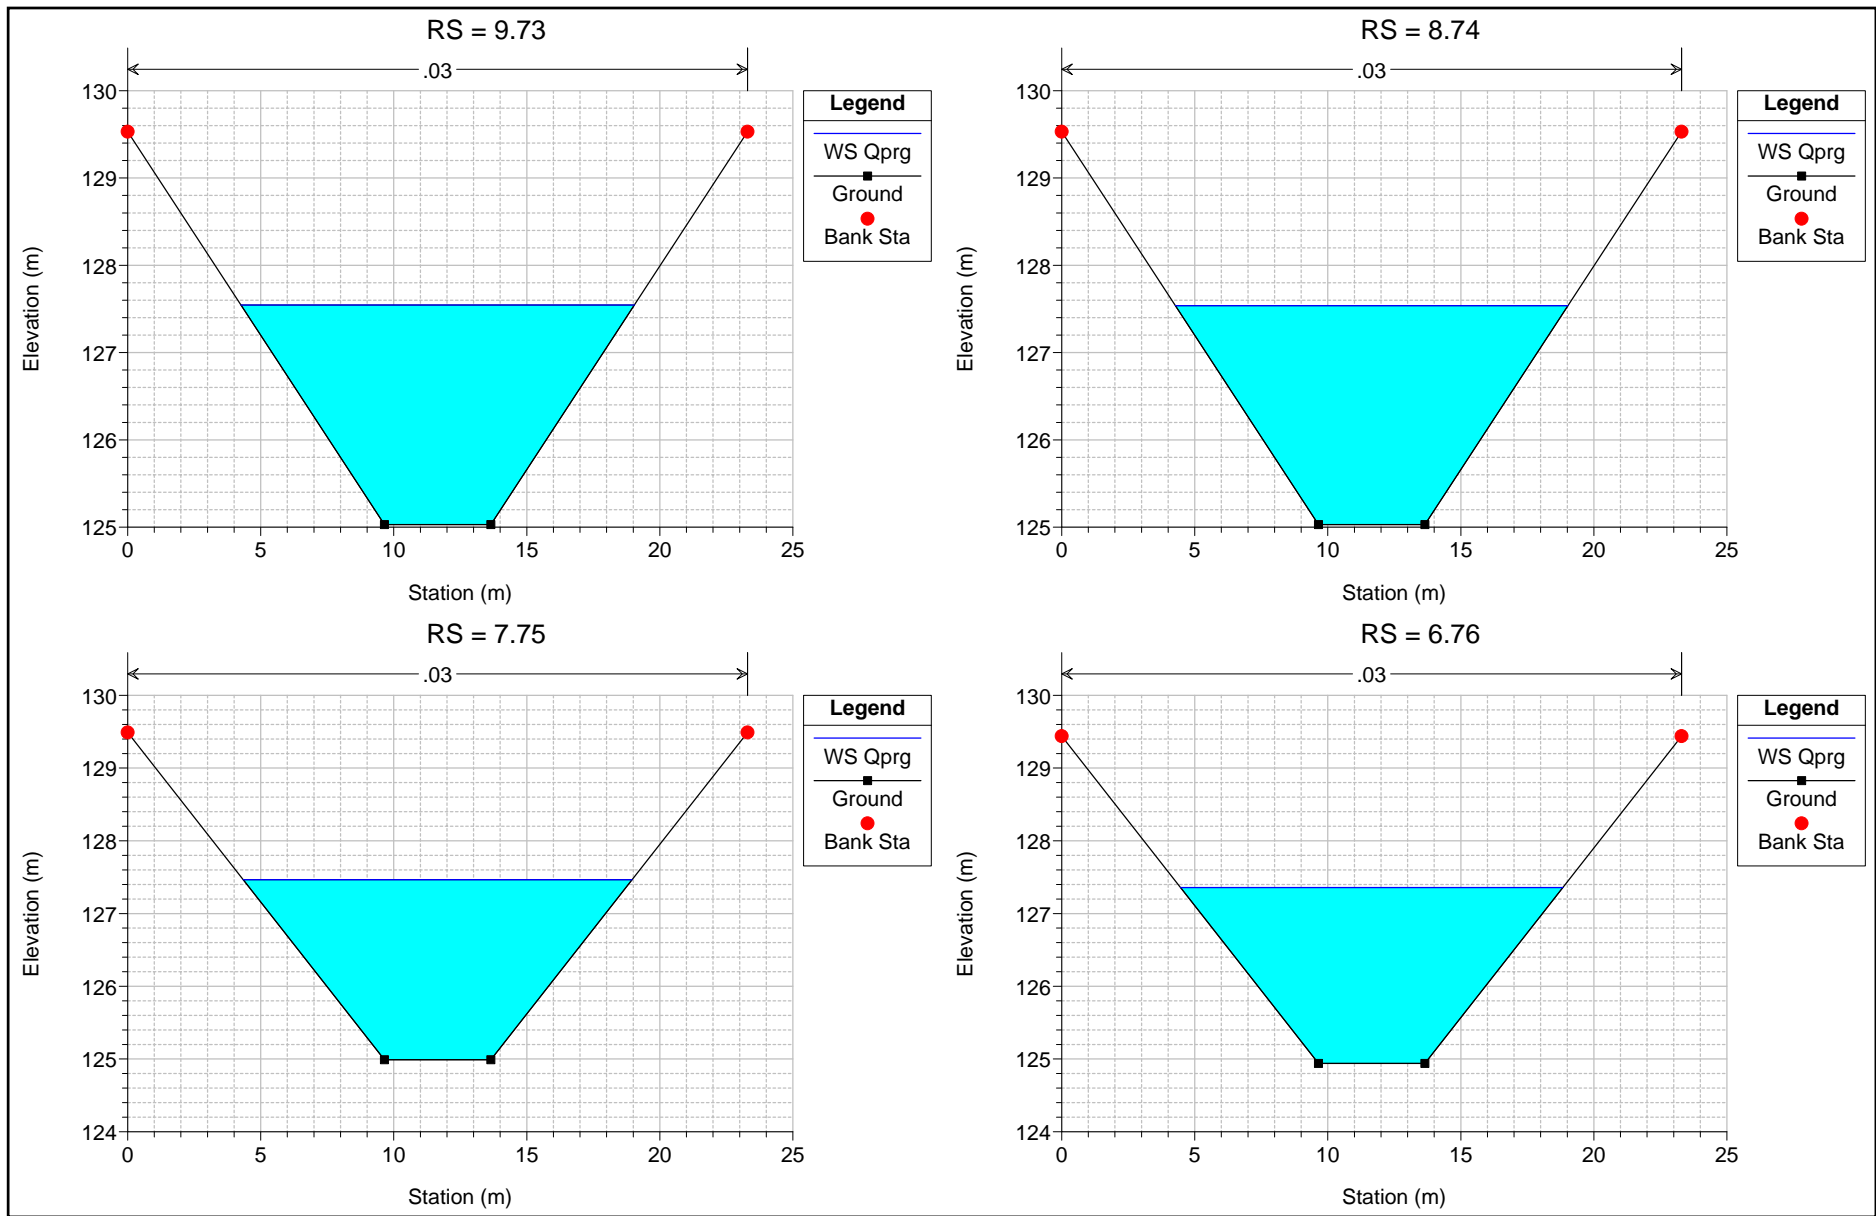 RS = 9.73
.03
130
129
128
127
126
125
0 5 10 15 20 25
Elevation (m)
Station (m)
Legend
WS Qprg
Ground
Bank Sta
RS = 8.74
.03
130
129
128
127
126
125
0 5 10 15 20 25
Elevation (m)
Station (m)
Legend
WS Qprg
Ground
Bank Sta
RS = 7.75
.03
130
129
128
127
126
125
124
0 5 10 15 20 25
Elevation (m)
Station (m)
Legend
WS Qprg
Ground
Bank Sta
RS = 6.76
.03
130
129
128
127
126
125
124
0 5 10 15 20 25
Elevation (m)
Station (m)
Legend
WS Qprg
Ground
Bank Sta